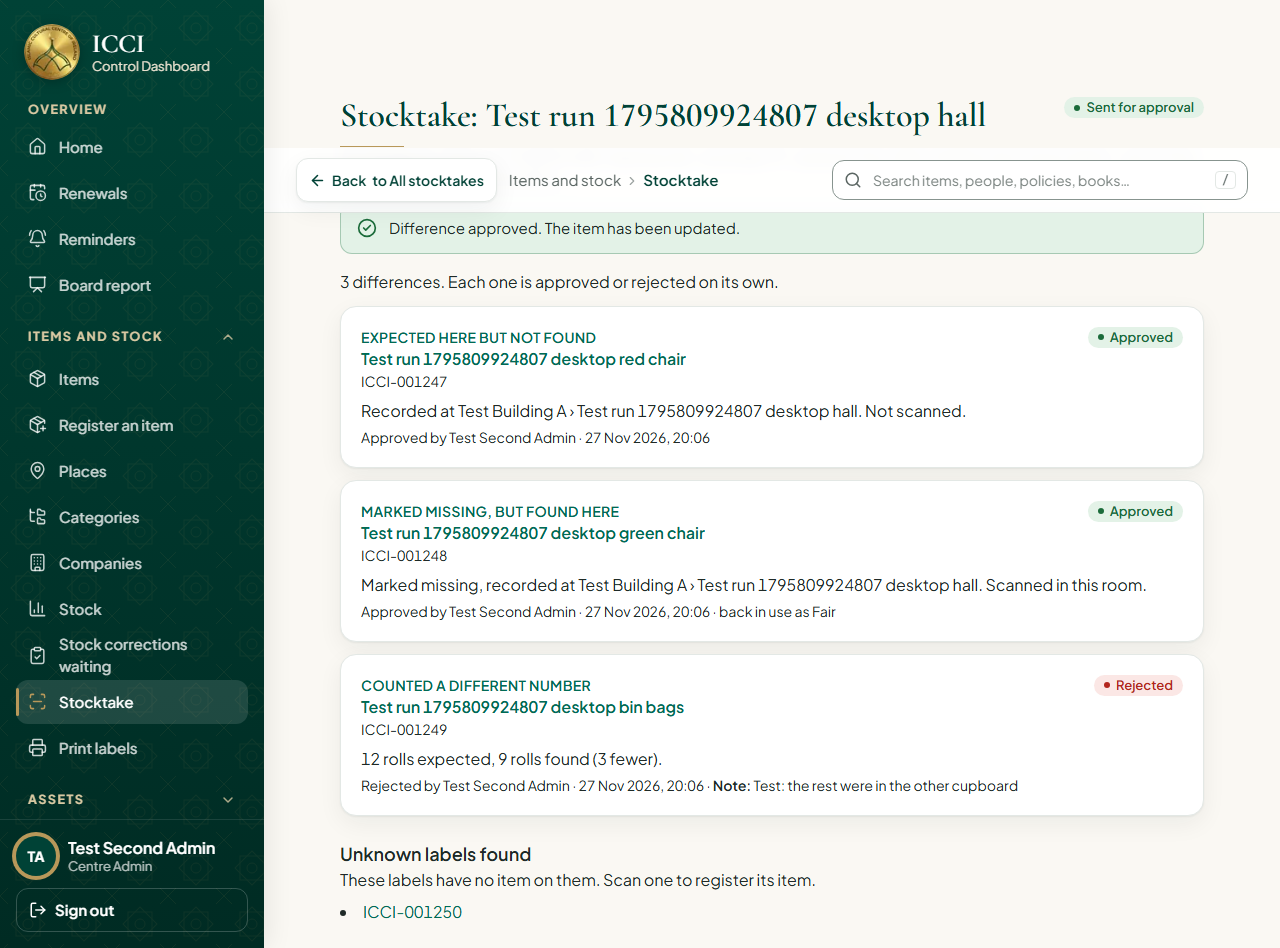 ICCI
Control Dashboard
OVERVIEW
Home
Renewals
Reminders
Board report
ITEMS AND STOCK
Items
Register an item
Places
Categories
Companies
Stock
Stock corrections
waiting
Stocktake
Print labels
ASSETS
TA
Test Second Admin
Centre Admin
Sign out
Stocktake: Test run 1795809924807 desktop hall
Sent for approval
Back to All stocktakes
Items and stock › Stocktake
Search items, people, policies, books…
/
Difference approved. The item has been updated.
3 differences. Each one is approved or rejected on its own.
EXPECTED HERE BUT NOT FOUND
Approved
Test run 1795809924807 desktop red chair
ICCI-001247
Recorded at Test Building A › Test run 1795809924807 desktop hall. Not scanned.
Approved by Test Second Admin · 27 Nov 2026, 20:06
MARKED MISSING, BUT FOUND HERE
Approved
Test run 1795809924807 desktop green chair
ICCI-001248
Marked missing, recorded at Test Building A › Test run 1795809924807 desktop hall. Scanned in this room.
Approved by Test Second Admin · 27 Nov 2026, 20:06 · back in use as Fair
COUNTED A DIFFERENT NUMBER
Rejected
Test run 1795809924807 desktop bin bags
ICCI-001249
12 rolls expected, 9 rolls found (3 fewer).
Rejected by Test Second Admin · 27 Nov 2026, 20:06 · Note: Test: the rest were in the other cupboard
Unknown labels found
These labels have no item on them. Scan one to register its item.
ICCI-001250